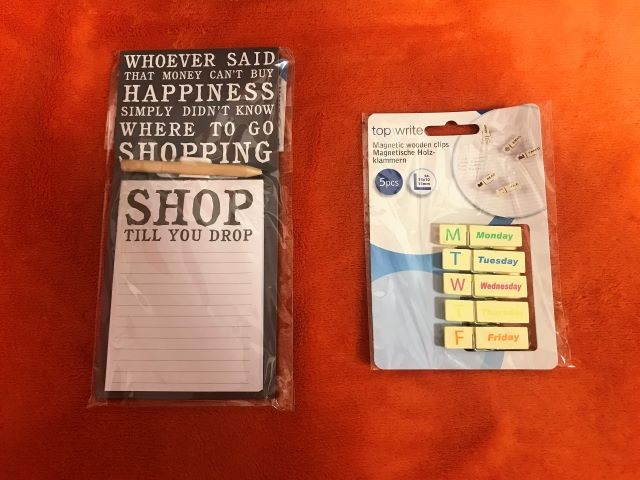 WHOEVER SAID
THAT MONEY CAN'T BUY
HAPPINESS
SIMPLY DIDN'T KNOW
WHERE TO GO
SHOPPING
SHOP
TILL YOU DROP
top write
Magnetic wooden clips
Magnetische Holz-
klammern
5pcs
M Monday
T Tuesday
W Wednesday
T Thursday
F Friday